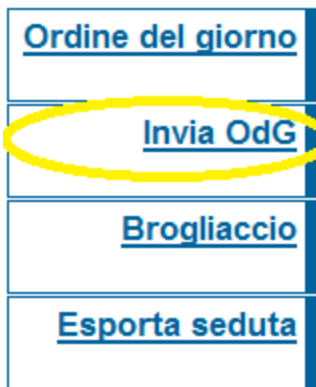 Ordine del giorno
Invia OdG
Brogliaccio
Esporta seduta